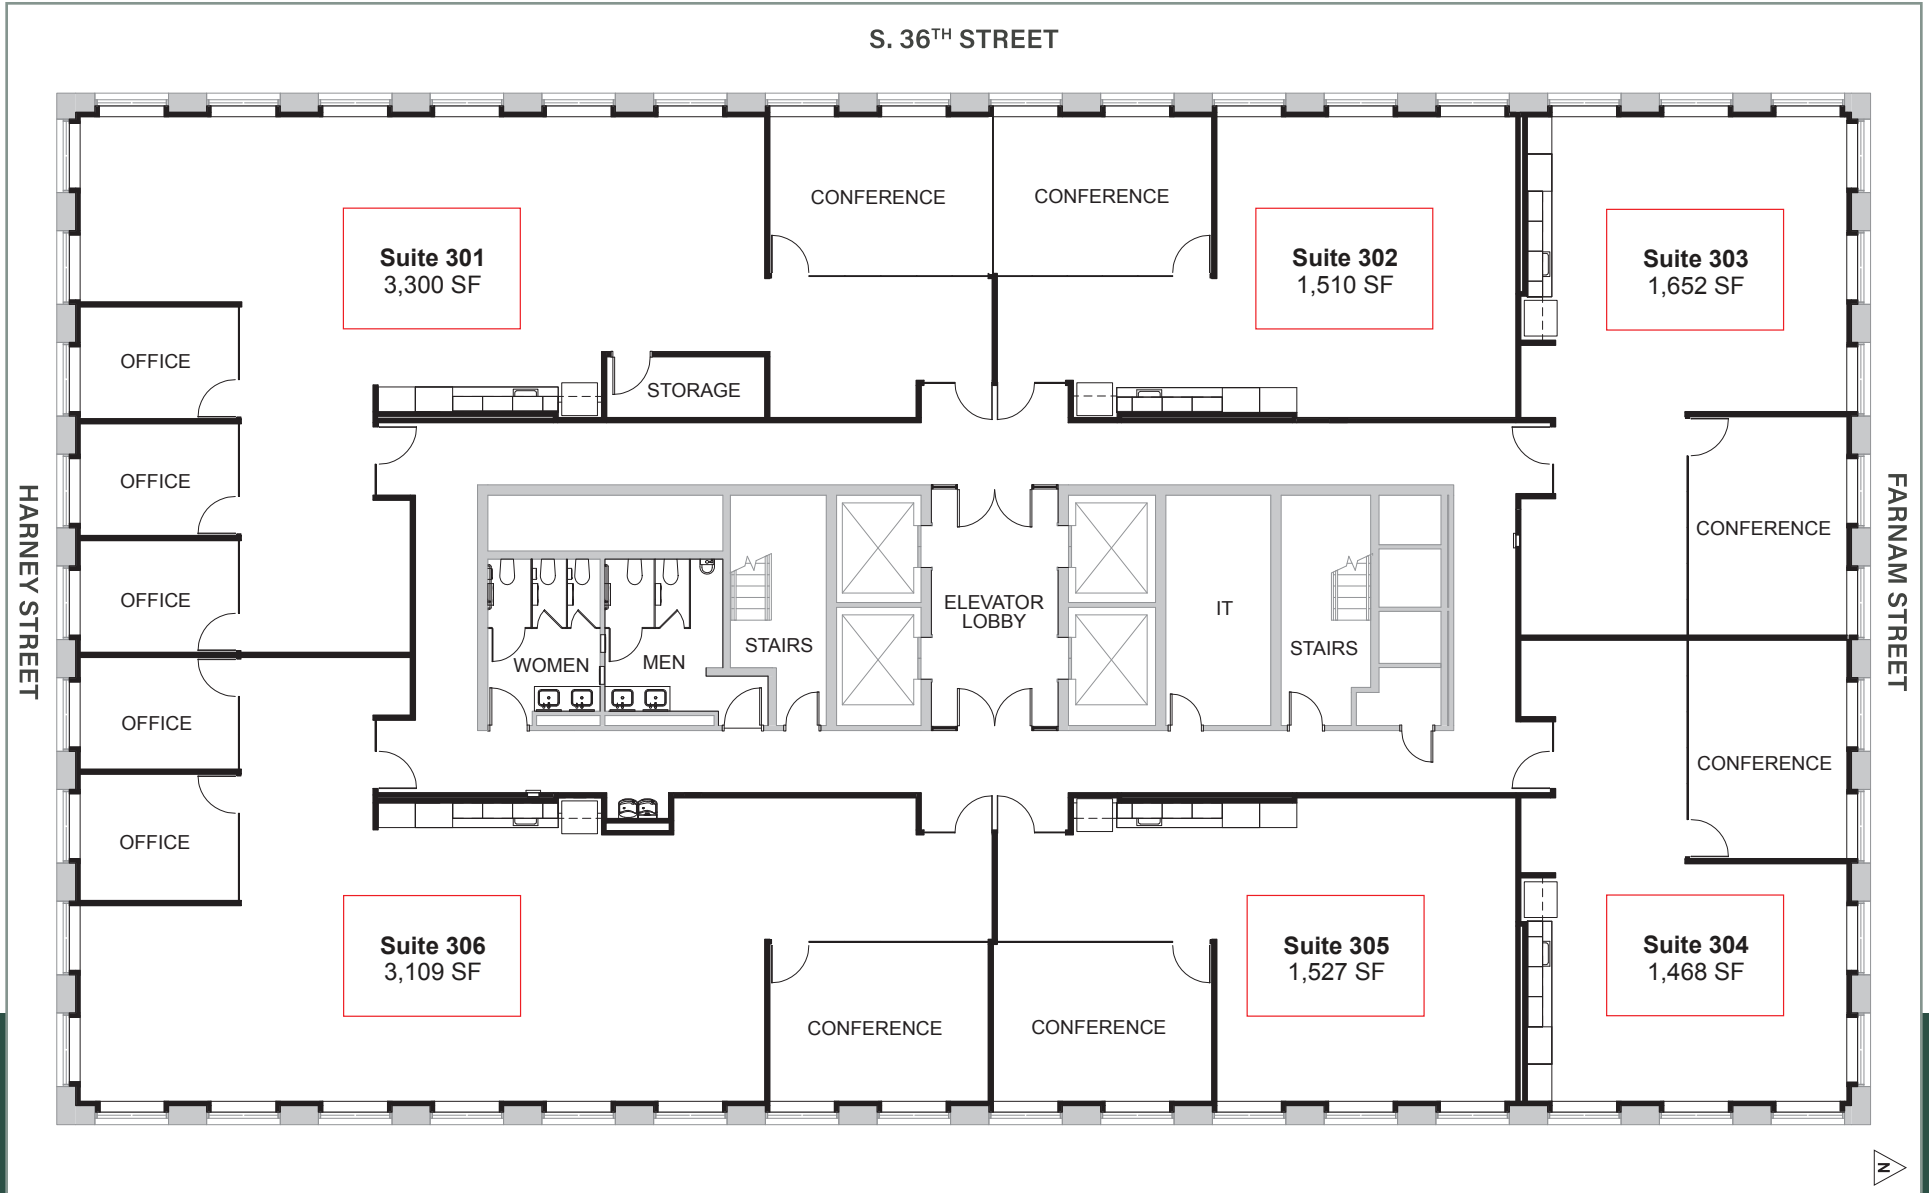 S. 36TH STREET
CONFERENCE
CONFERENCE
Suite 301
3,300 SF
Suite 302
1,510 SF
Suite 303
1,652 SF
OFFICE
STORAGE
OFFICE
OFFICE
OFFICE
OFFICE
HARNEY STREET
WOMEN
MEN
STAIRS
ELEVATOR
LOBBY
IT
STAIRS
CONFERENCE
FARNAM STREET
CONFERENCE
Suite 306
3,109 SF
CONFERENCE
CONFERENCE
Suite 305
1,527 SF
Suite 304
1,468 SF
N